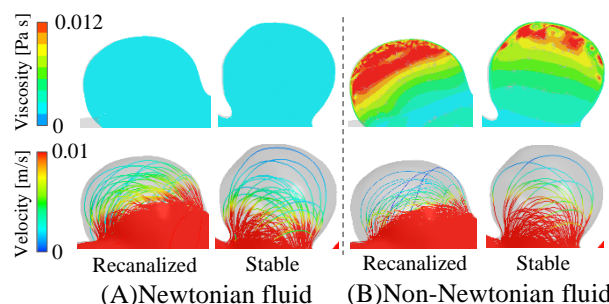 Viscosity [Pa s]
0.012
0
Velocity [m/s]
0.01
0
Recanalized Stable Recanalized Stable
(A)Newtonian fluid (B)Non-Newtonian fluid